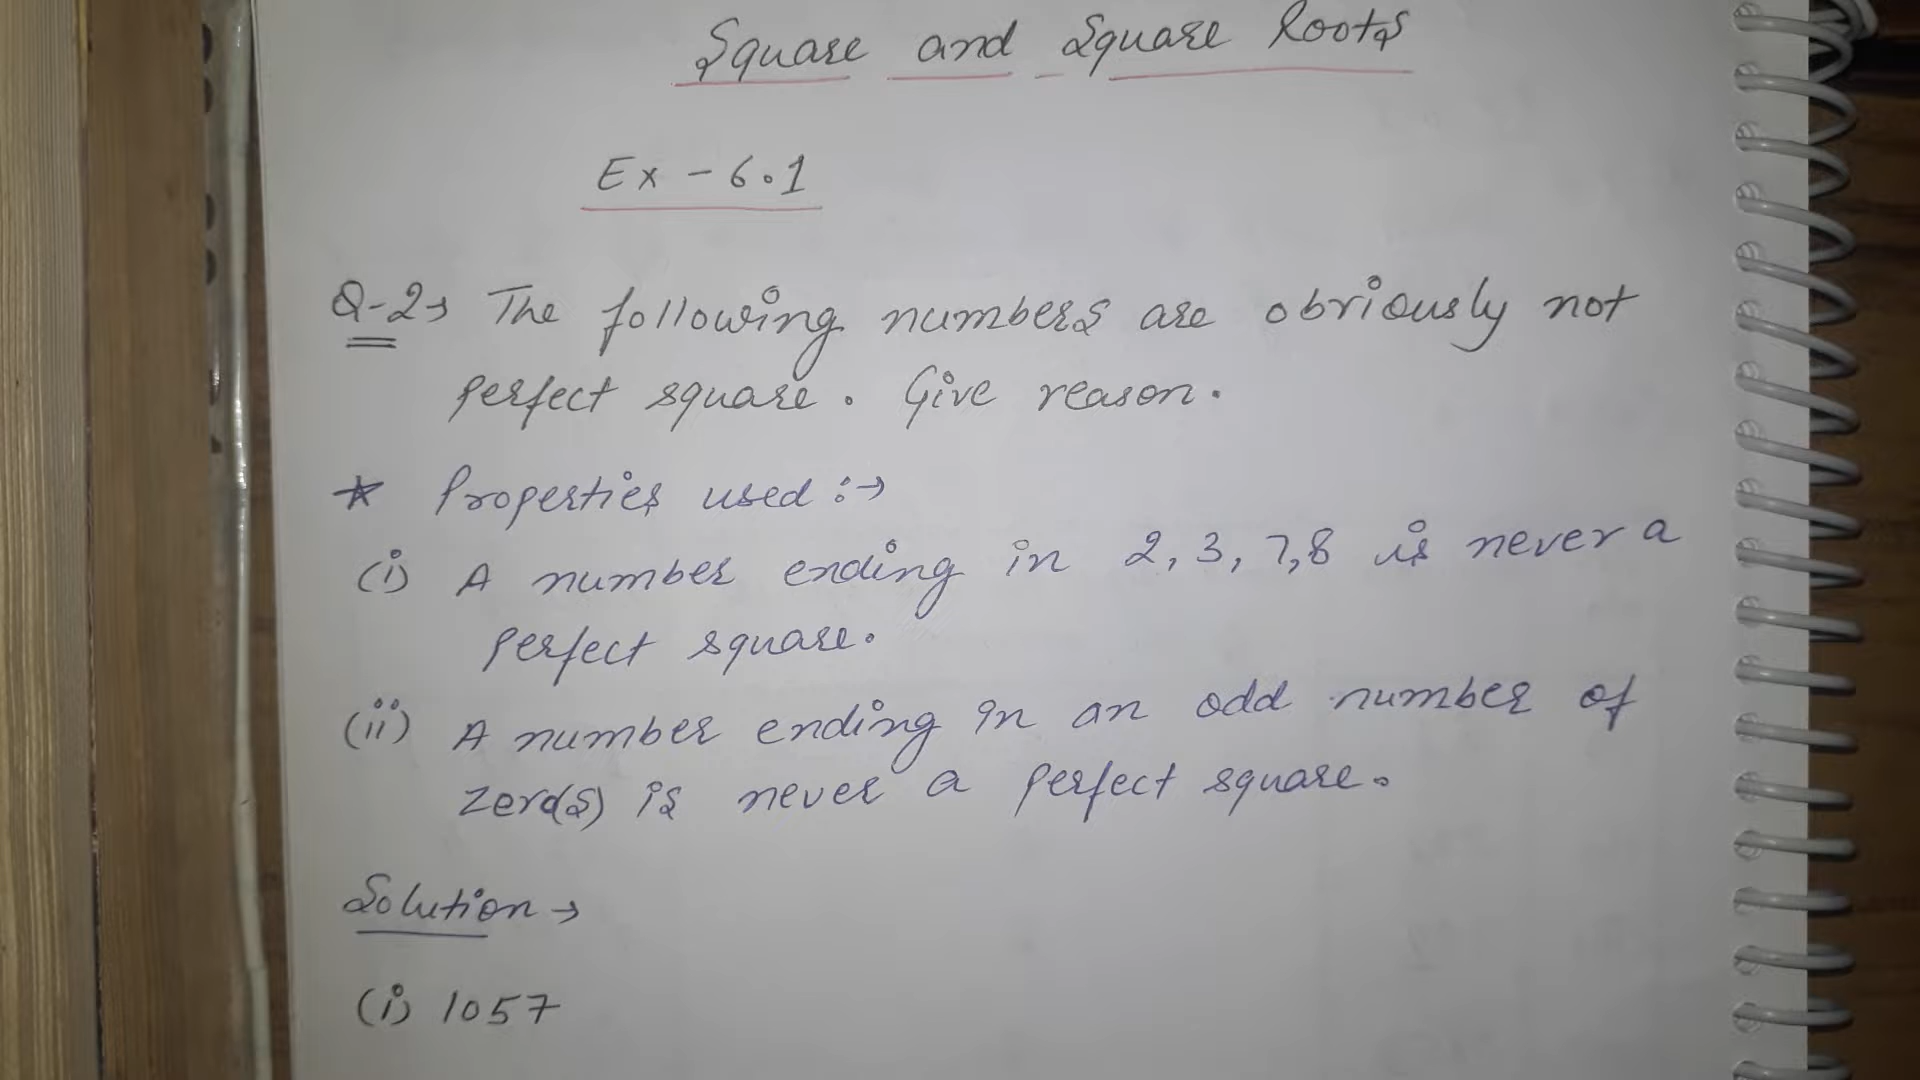 Square and Square Roots
Ex - 6.1
Q-2→ The following numbers are obviously not
perfect square. Give reason.
* Properties used :→
(i) A number ending in 2, 3, 7, 8 is never a
perfect square.
(ii) A number ending in an odd number of
zero(s) is never a perfect square.
Solution →
(i) 1057